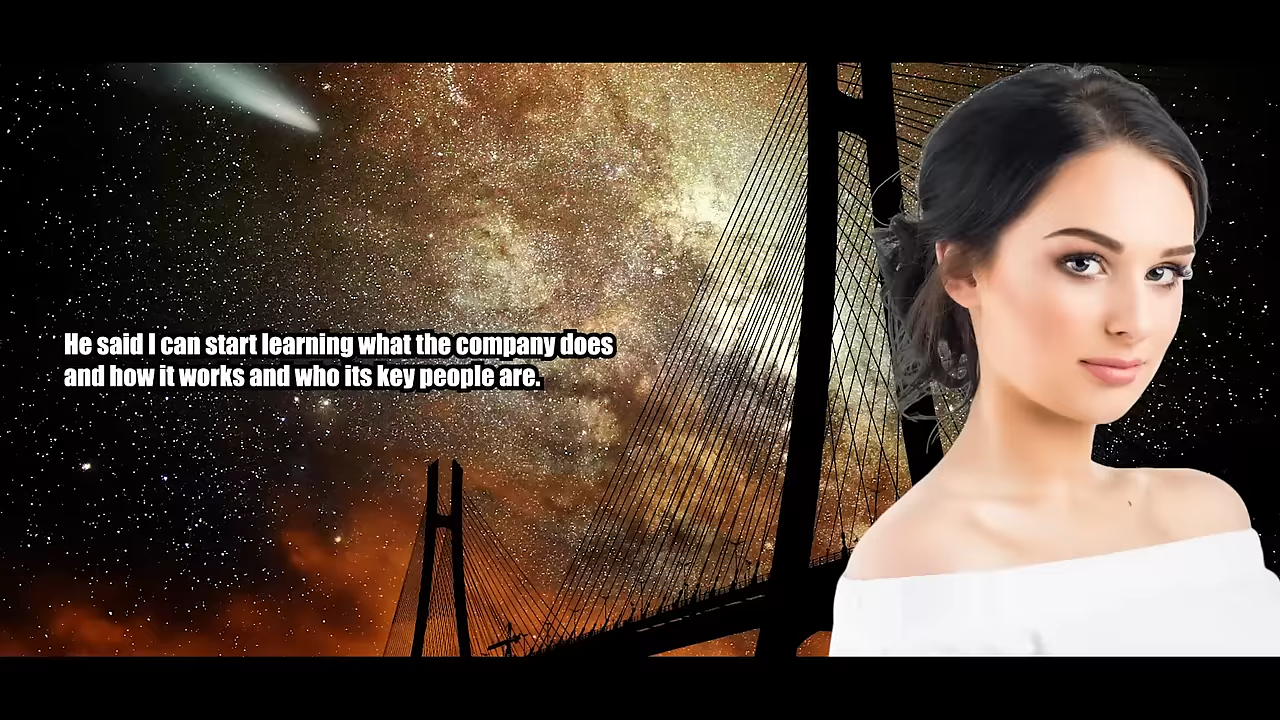 He said I can start learning what the company does
and how it works and who its key people are.